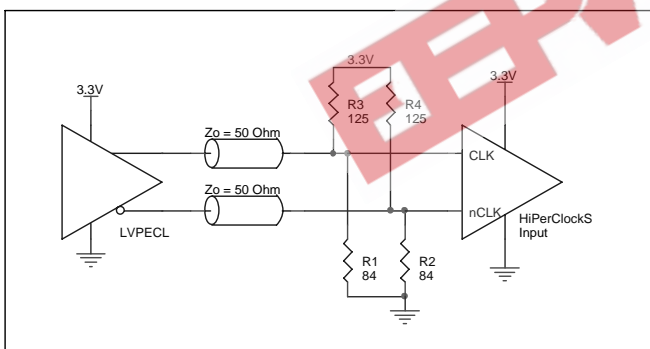 3.3V
3.3V
3.3V
R3
125
R4
125
Zo = 50 Ohm
CLK
Zo = 50 Ohm
nCLK
LVPECL
HiPerClockS
Input
R1
84
R2
84